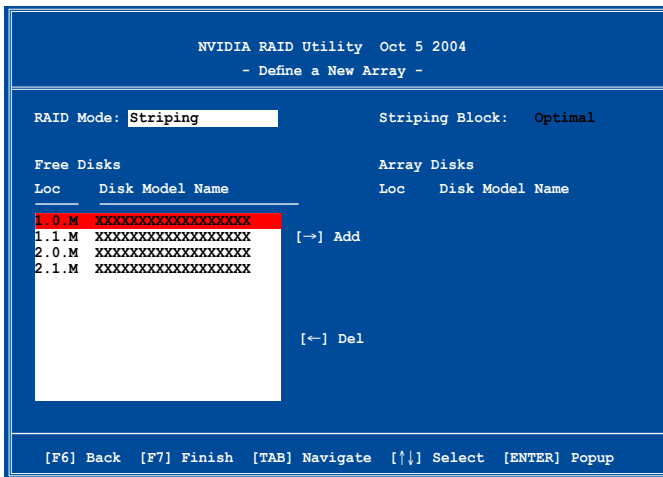 NVIDIA RAID Utility Oct 5 2004
- Define a New Array -
RAID Mode: Striping Striping Block: Optimal
Free Disks Array Disks
Loc Disk Model Name Loc Disk Model Name
1.0.M XXXXXXXXXXXXXXXXXX
1.1.M XXXXXXXXXXXXXXXXXX [→] Add
2.0.M XXXXXXXXXXXXXXXXXX
2.1.M XXXXXXXXXXXXXXXXXX
[←] Del
[F6] Back [F7] Finish [TAB] Navigate [↑↓] Select [ENTER] Popup